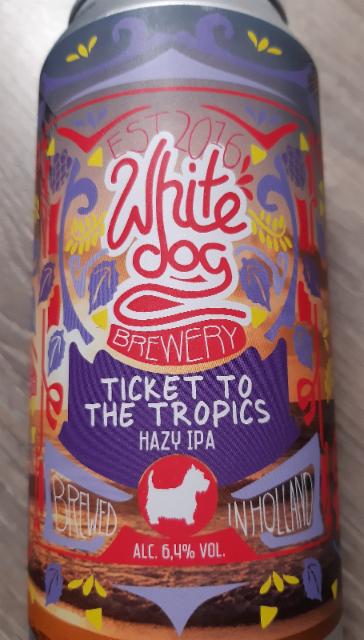 EST 2016
White
dog
BREWERY
TICKET TO
THE TROPICS
HAZY IPA
BREWED IN HOLLAND
ALC. 6,4% VOL.